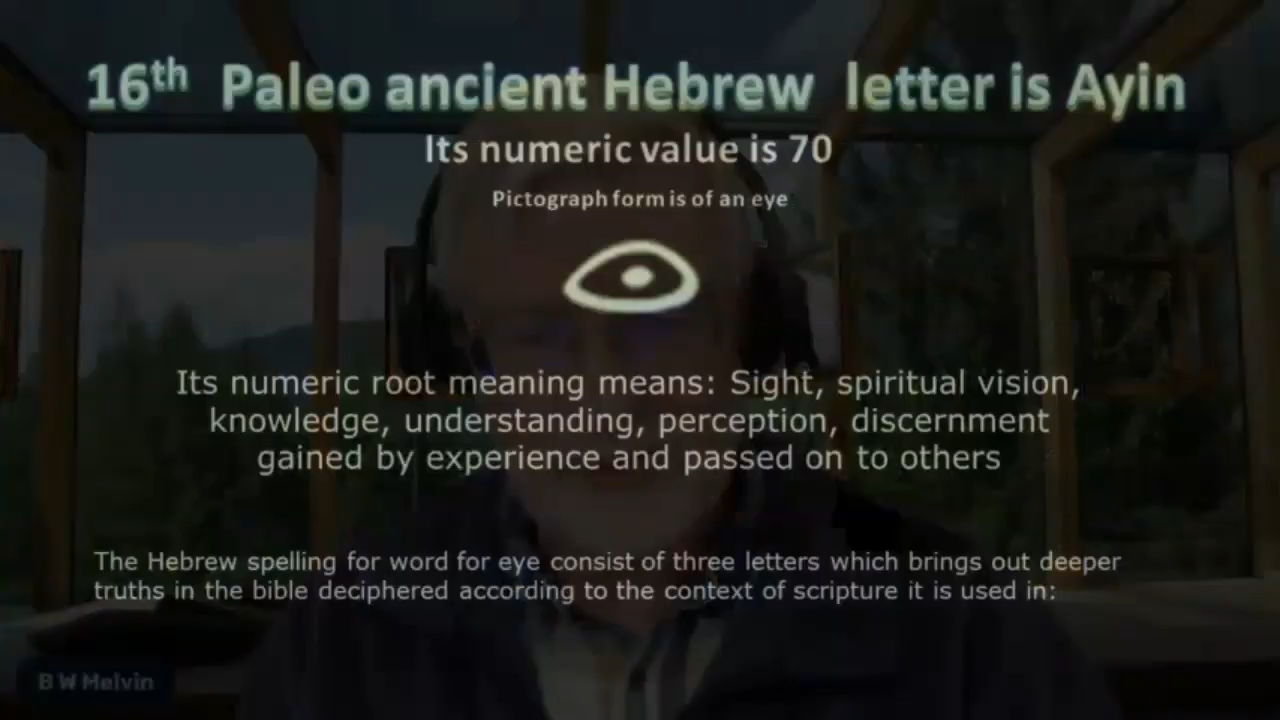 16th Paleo ancient Hebrew letter is Ayin
Its numeric value is 70
Pictograph form is of an eye
Its numeric root meaning means: Sight, spiritual vision,
knowledge, understanding, perception, discernment
gained by experience and passed on to others
The Hebrew spelling for word for eye consist of three letters which brings out deeper
truths in the bible deciphered according to the context of scripture it is used in:
B W Melvin